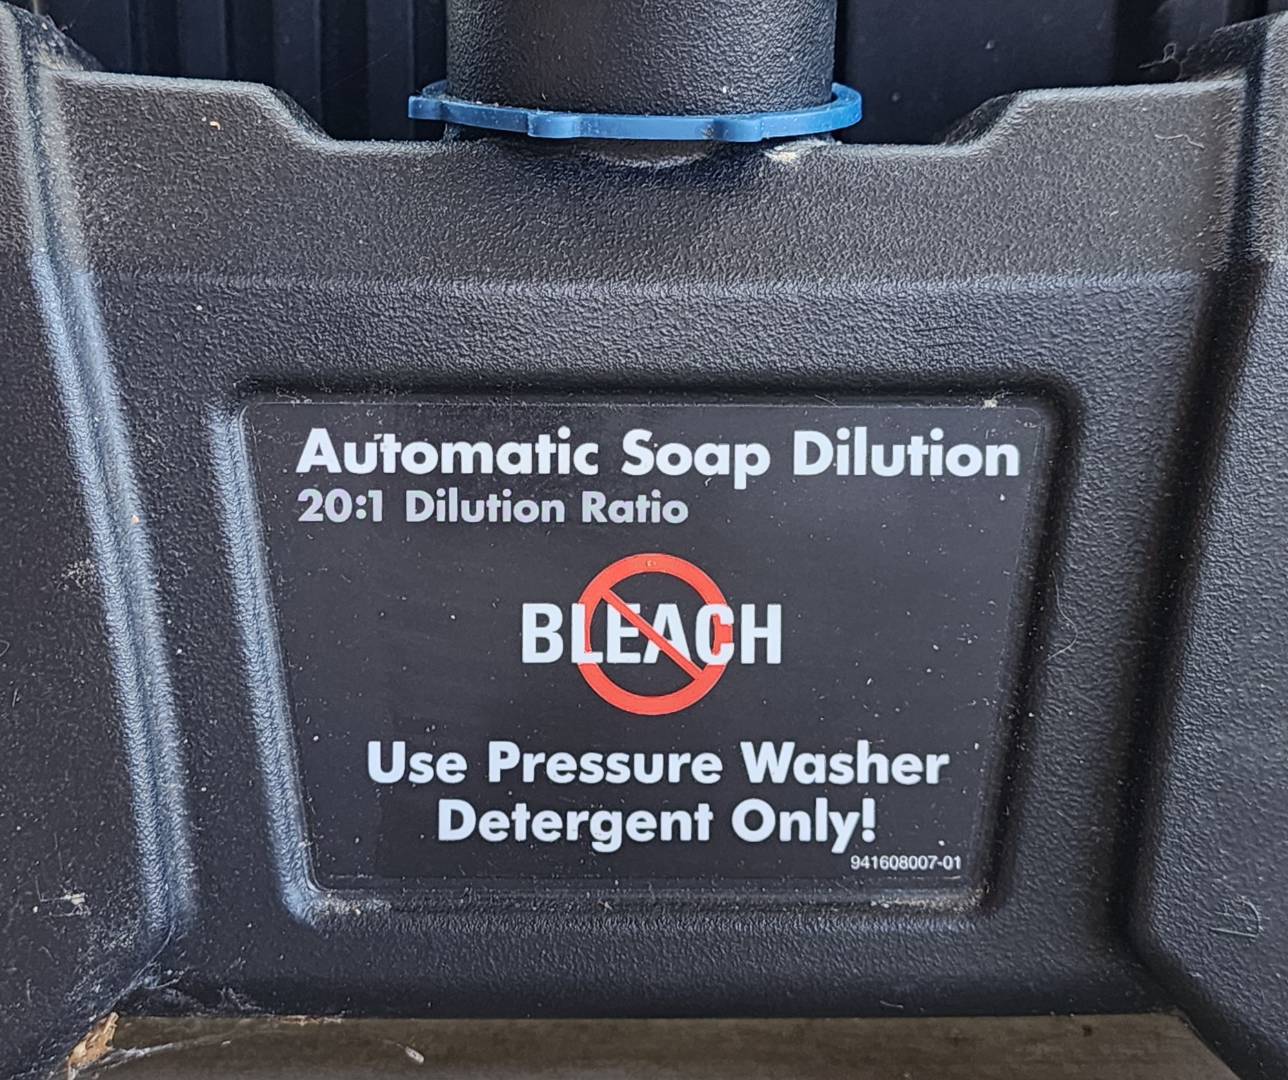 Automatic Soap Dilution
20:1 Dilution Ratio
BLEACH
Use Pressure Washer
Detergent Only!
941608007-01